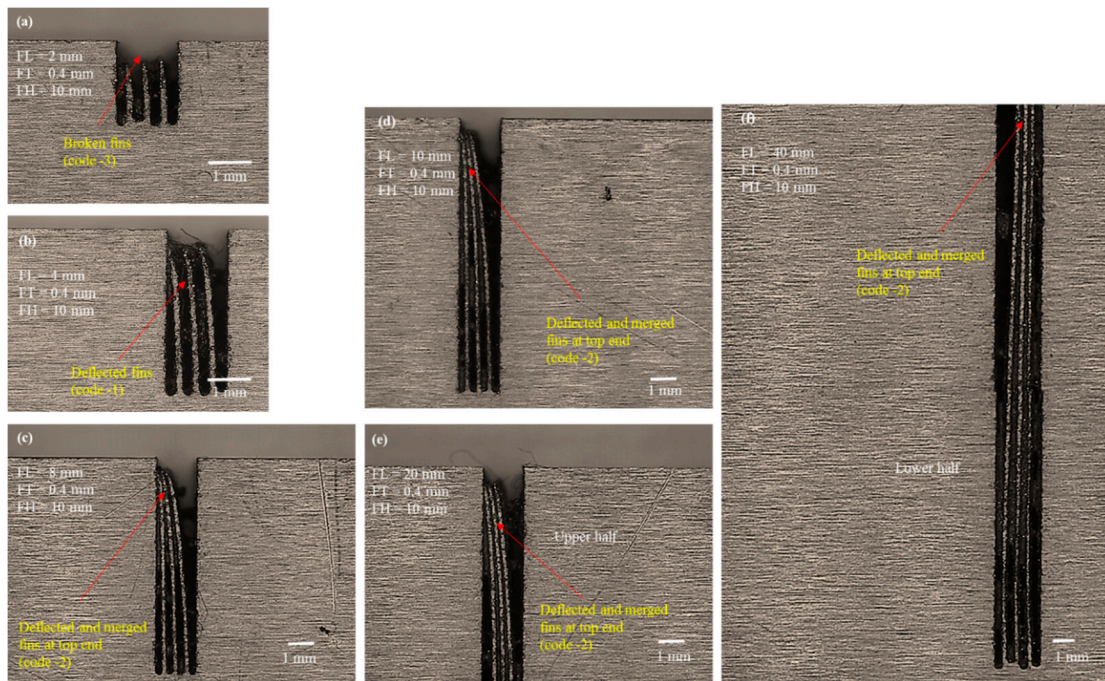 (a)
FL = 2 mm
FT = 0.4 mm
FH = 10 mm
Broken fins
(code -3)
1 mm
(b)
FL = 4 mm
FT = 0.4 mm
FH = 10 mm
Deflected fins
(code -1)
1 mm
(c)
FL = 8 mm
FT = 0.4 mm
FH = 10 mm
Deflected and merged
fins at top end
(code -2)
1 mm
(d)
FL = 10 mm
FT = 0.4 mm
FH = 10 mm
Deflected and merged
fins at top end
(code -2)
1 mm
(e)
FL = 20 mm
FT = 0.4 mm
FH = 10 mm
Upper half
Deflected and merged
fins at top end
(code -2)
1 mm
(f)
FL = 40 mm
FT = 0.4 mm
FH = 10 mm
Deflected and merged
fins at top end
(code -2)
Lower half
1 mm